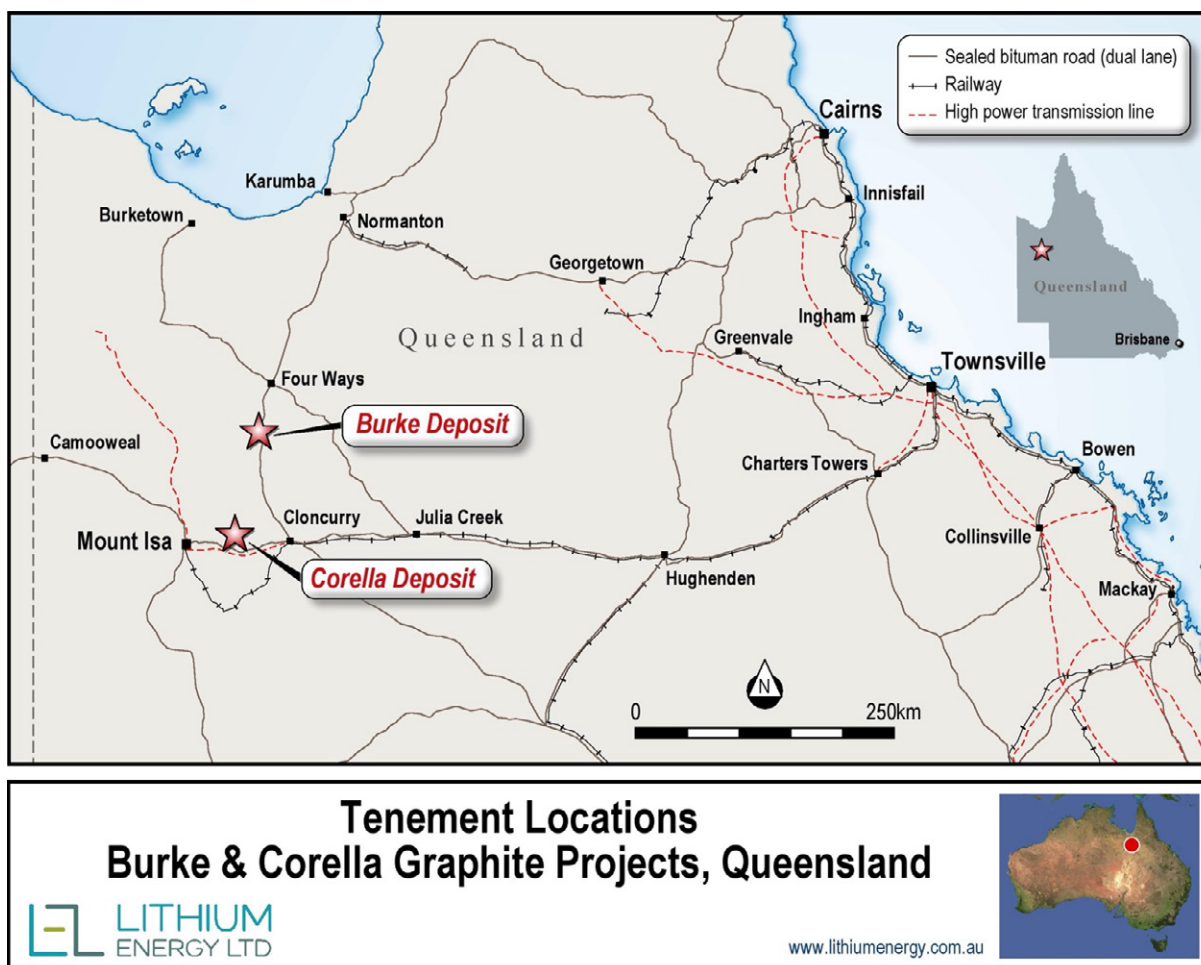 Sealed bituman road (dual lane)
Railway
High power transmission line
Cairns
Karumba
Innisfail
Burketown
Normanton
Georgetown
Queensland
Queensland
Ingham
Greenvale
Brisbane
Townsville
Four Ways
Burke Deposit
Camooweal
Charters Towers
Bowen
Cloncurry
Julia Creek
Mount Isa
Collinsville
Corella Deposit
Hughenden
Mackay
N
0 250km
Tenement Locations
Burke & Corella Graphite Projects, Queensland
LITHIUM
ENERGY LTD
www.lithiumenergy.com.au